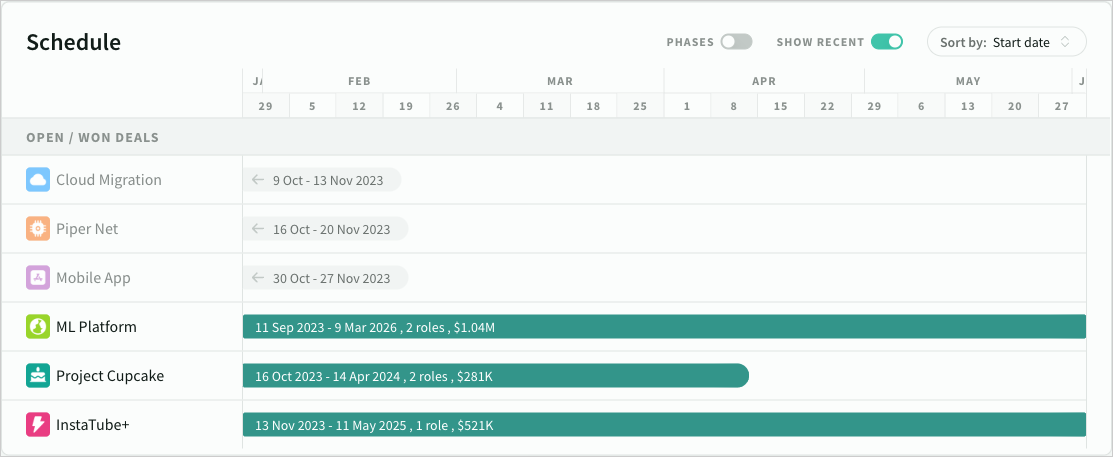 Schedule
PHASES
SHOW RECENT
Sort by: Start date
JA FEB MAR APR MAY J
29 5 12 19 26 4 11 18 25 1 8 15 22 29 6 13 20 27
OPEN / WON DEALS
Cloud Migration
9 Oct - 13 Nov 2023
Piper Net
16 Oct - 20 Nov 2023
Mobile App
30 Oct - 27 Nov 2023
ML Platform
11 Sep 2023 - 9 Mar 2026 , 2 roles , $1.04M
Project Cupcake
16 Oct 2023 - 14 Apr 2024 , 2 roles , $281K
InstaTube+
13 Nov 2023 - 11 May 2025 , 1 role , $521K